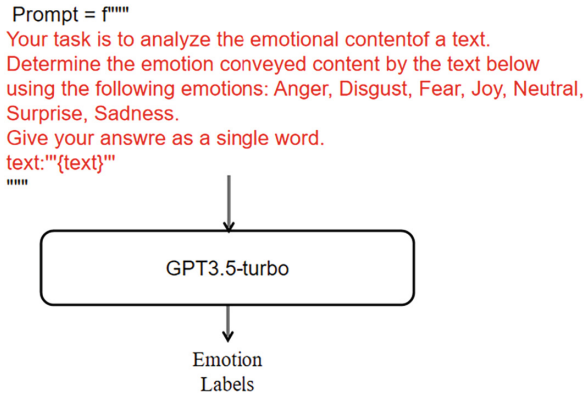 Prompt = f"""
Your task is to analyze the emotional contentof a text.
Determine the emotion conveyed content by the text below
using the following emotions: Anger, Disgust, Fear, Joy, Neutral,
Surprise, Sadness.
Give your answre as a single word.
text:'''{text}'''
"""
GPT3.5-turbo
Emotion
Labels